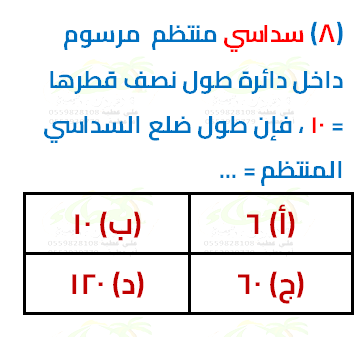 (٨) سداسي منتظم مرسوم
داخل دائرة طول نصف قطرها
= ١٠ ، فإن طول ضلع السداسي
المنتظم = ...
(أ) ٦ (ب) ١٠
(ج) ٦٠ (د) ١٢٠